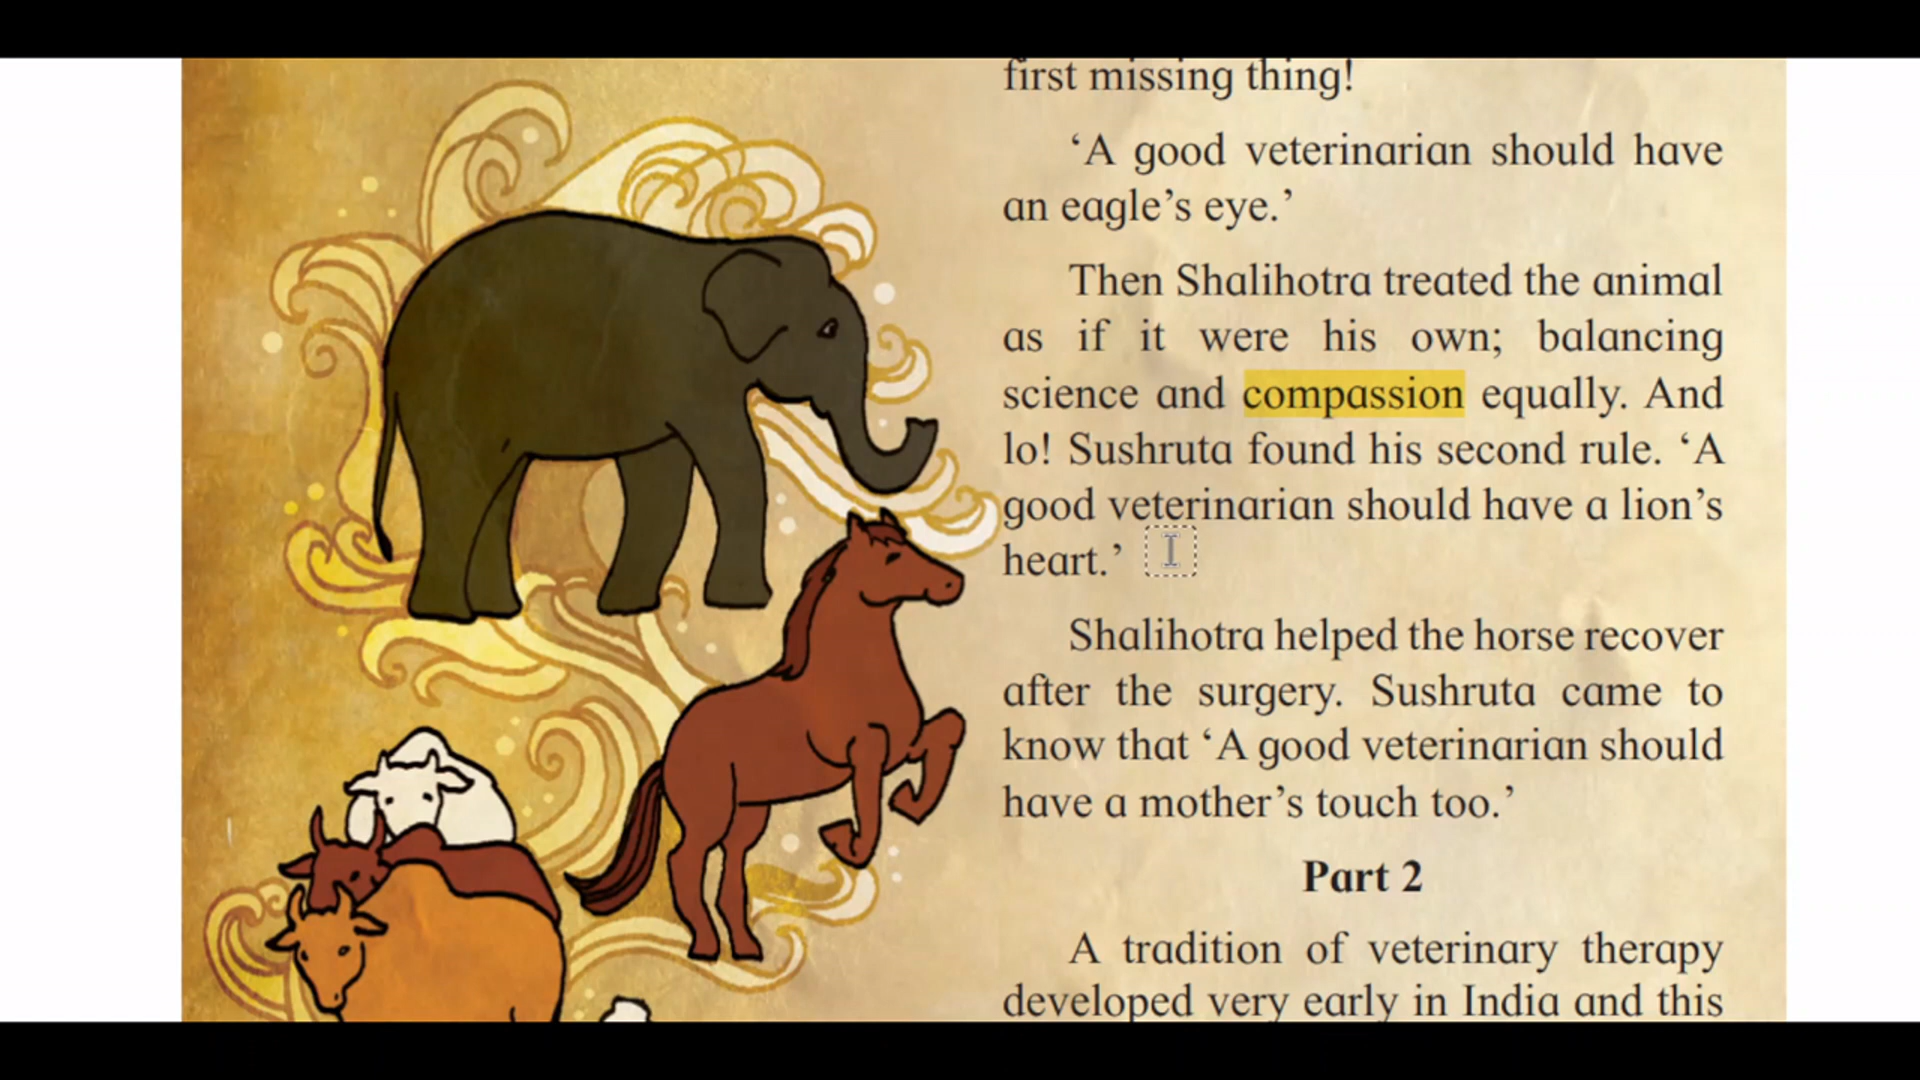 first missing thing!
‘A good veterinarian should have
an eagle’s eye.’
Then Shalihotra treated the animal
as if it were his own; balancing
science and compassion equally. And
lo! Sushruta found his second rule. ‘A
good veterinarian should have a lion’s
heart.’
Shalihotra helped the horse recover
after the surgery. Sushruta came to
know that ‘A good veterinarian should
have a mother’s touch too.’
Part 2
A tradition of veterinary therapy
developed very early in India and this